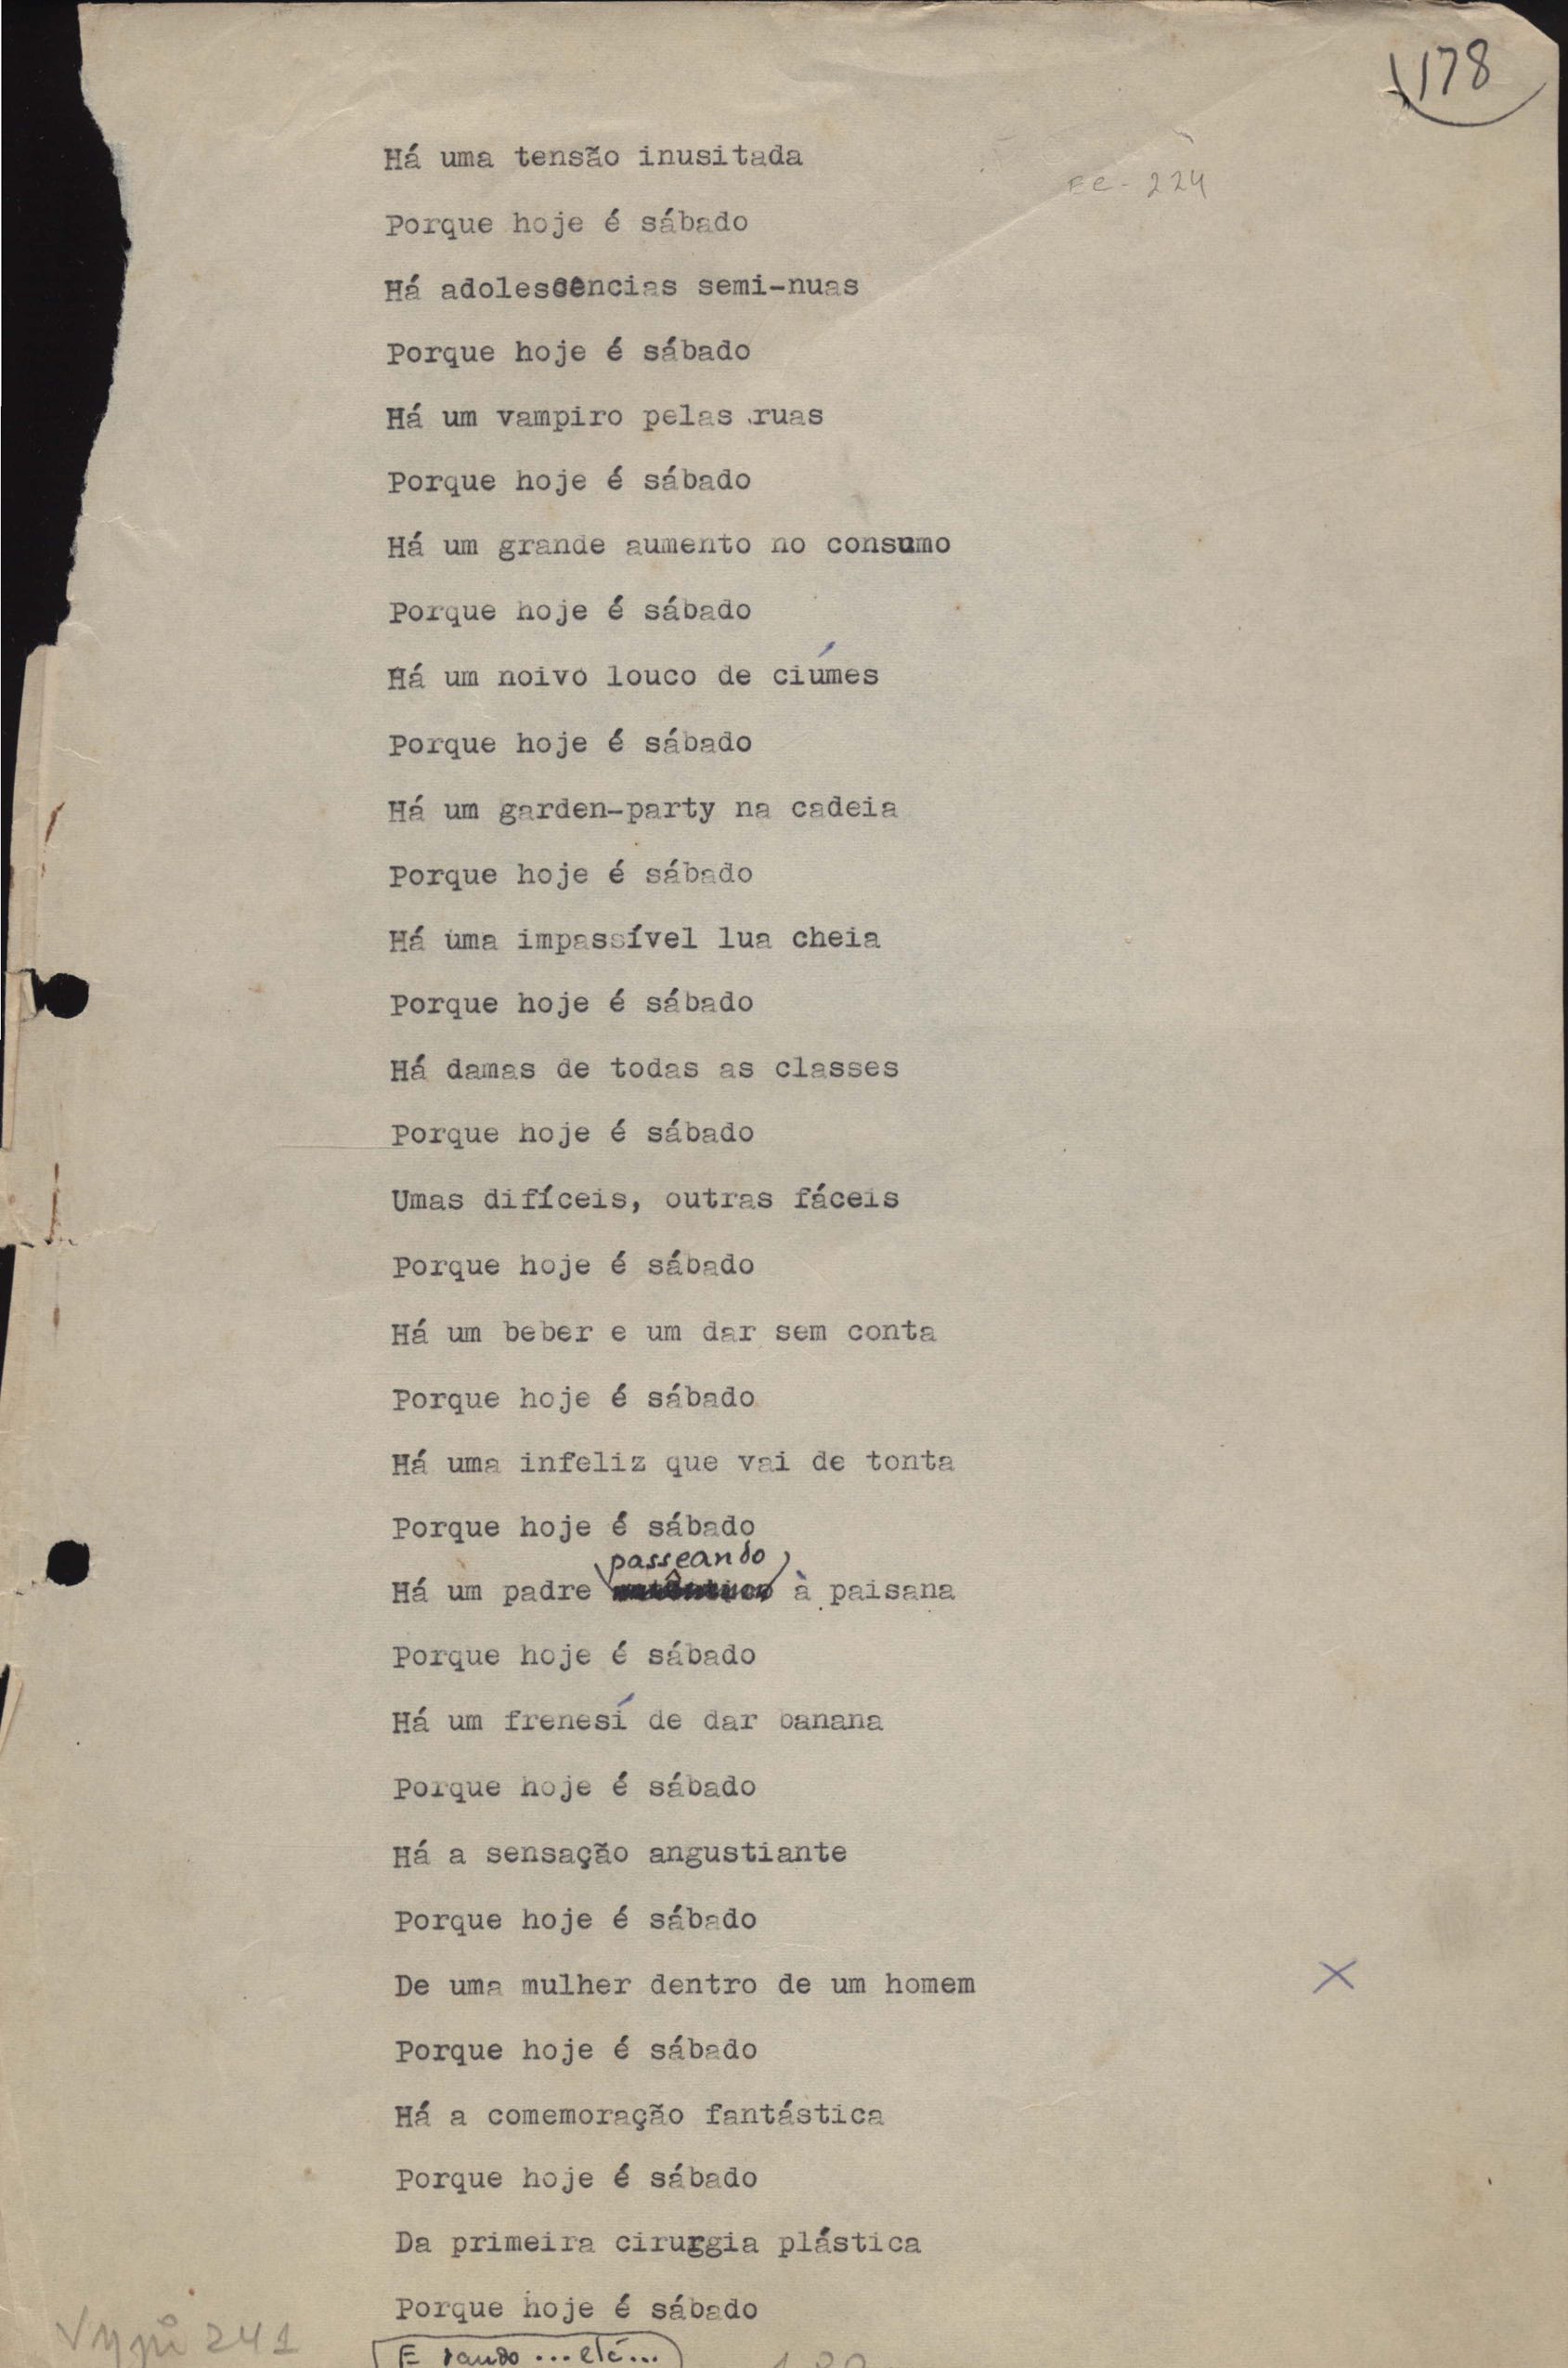 178
Há uma tensão inusitada
EC-224
Porque hoje é sábado
Há adolescências semi-nuas
Porque hoje é sábado
Há um vampiro pelas ruas
Porque hoje é sábado
Há um grande aumento no consumo
Porque hoje é sábado
Há um noivo louco de ciúmes
Porque hoje é sábado
Há um garden-party na cadeia
Porque hoje é sábado
Há uma impassível lua cheia
Porque hoje é sábado
Há damas de todas as classes
Porque hoje é sábado
Umas difíceis, outras fáceis
Porque hoje é sábado
Há um beber e um dar sem conta
Porque hoje é sábado
Há uma infeliz que vai de tonta
Porque hoje é sábado
passeando
Há um padre à paisana
Porque hoje é sábado
Há um frenesí de dar banana
Porque hoje é sábado
Há a sensação angustiante
Porque hoje é sábado
De uma mulher dentro de um homem
X
Porque hoje é sábado
Há a comemoração fantástica
Porque hoje é sábado
Da primeira cirurgia plástica
Porque hoje é sábado
241
E dando... etc...